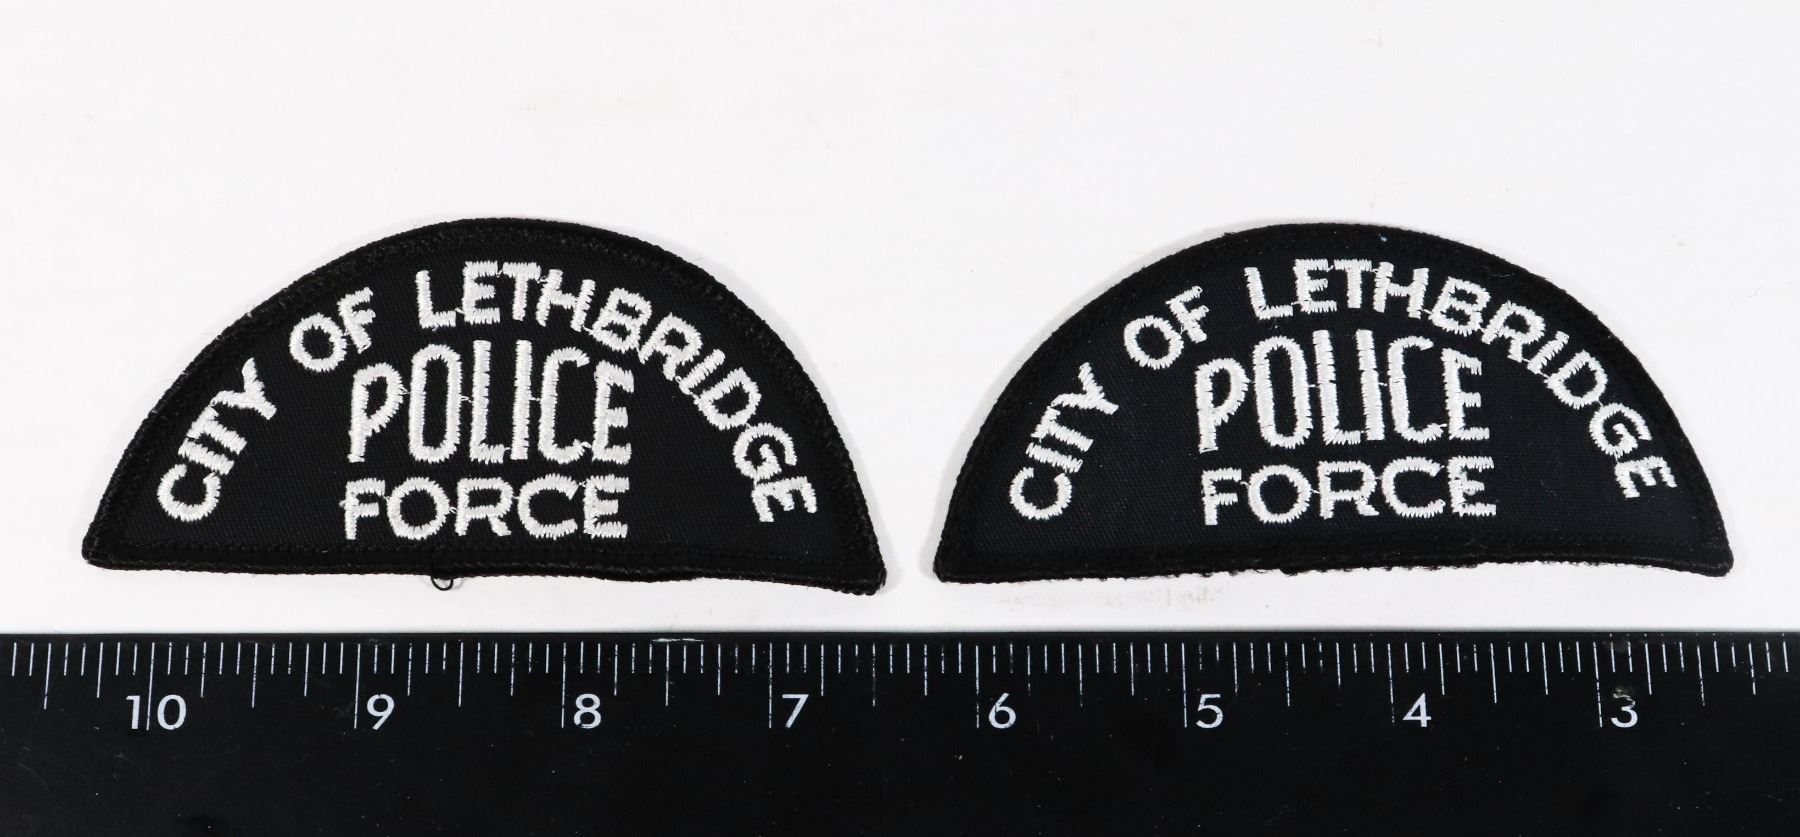 CITY OF LETHBRIDGE
POLICE
FORCE
CITY OF LETHBRIDGE
POLICE
FORCE
10 9 8 7 6 5 4 3